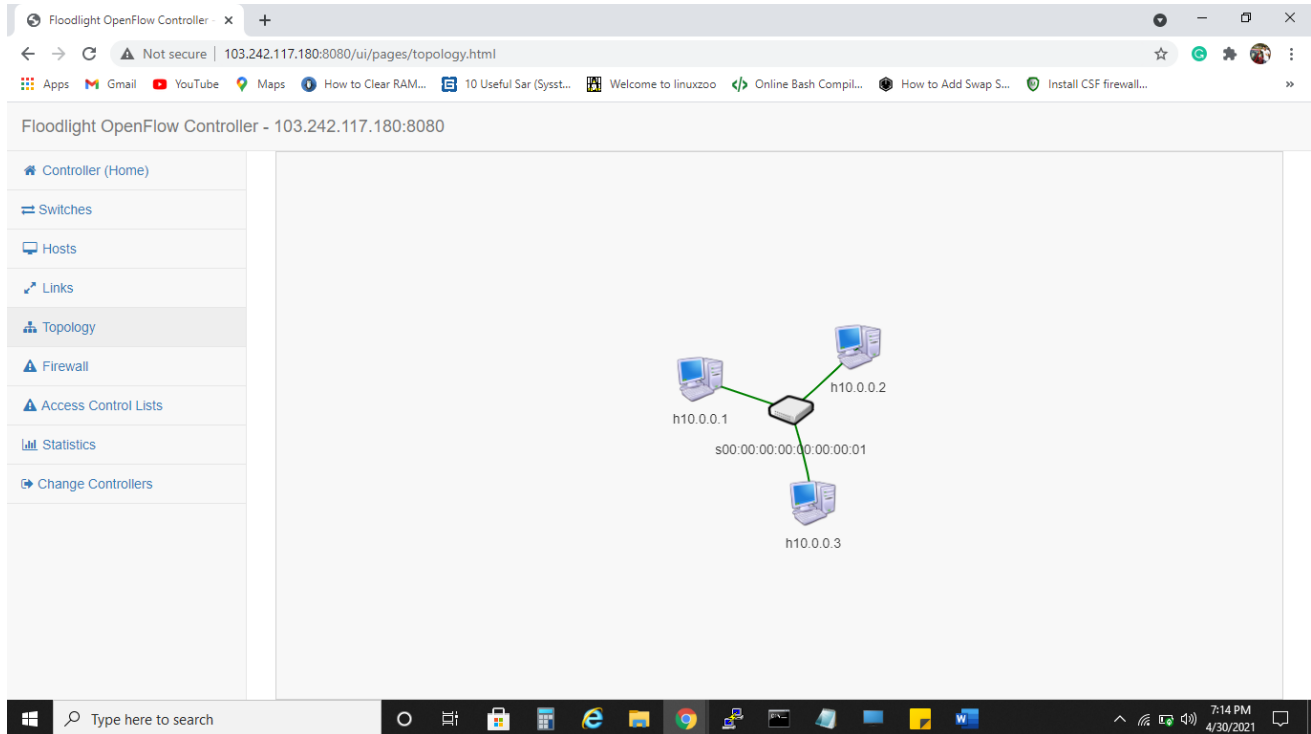 Floodlight OpenFlow Controller -
Not secure | 103.242.117.180:8080/ui/pages/topology.html
Apps Gmail YouTube Maps How to Clear RAM... 10 Useful Sar (Sysst... Welcome to linuxzoo Online Bash Compil... How to Add Swap S... Install CSF firewall... »
Floodlight OpenFlow Controller - 103.242.117.180:8080
Controller (Home)
Switches
Hosts
Links
Topology
Firewall
Access Control Lists
Statistics
Change Controllers
h10.0.0.2
h10.0.0.1
s00:00:00:00:00:00:00:01
h10.0.0.3
Type here to search
7:14 PM
4/30/2021